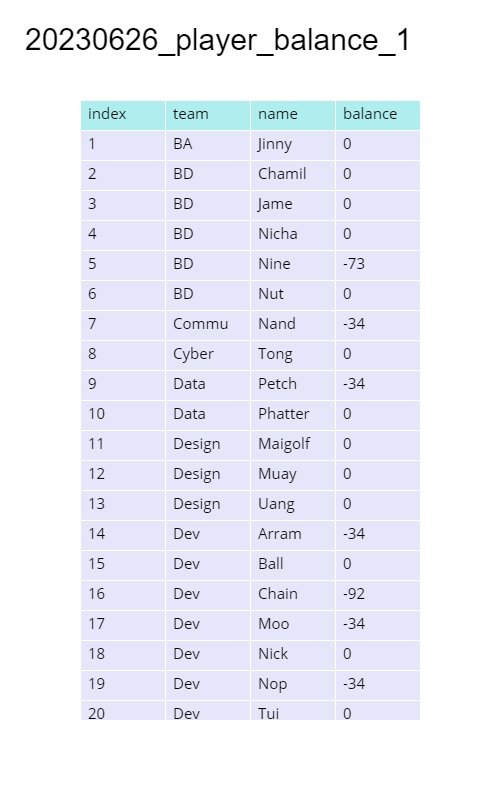 20230626_player_balance_1
index team name balance
1 BA Jinny 0
2 BD Chamil 0
3 BD Jame 0
4 BD Nicha 0
5 BD Nine -73
6 BD Nut 0
7 Commu Nand -34
8 Cyber Tong 0
9 Data Petch -34
10 Data Phatter 0
11 Design Maigolf 0
12 Design Muay 0
13 Design Uang 0
14 Dev Arram -34
15 Dev Ball 0
16 Dev Chain -92
17 Dev Moo -34
18 Dev Nick 0
19 Dev Nop -34
20 Dev Tui 0